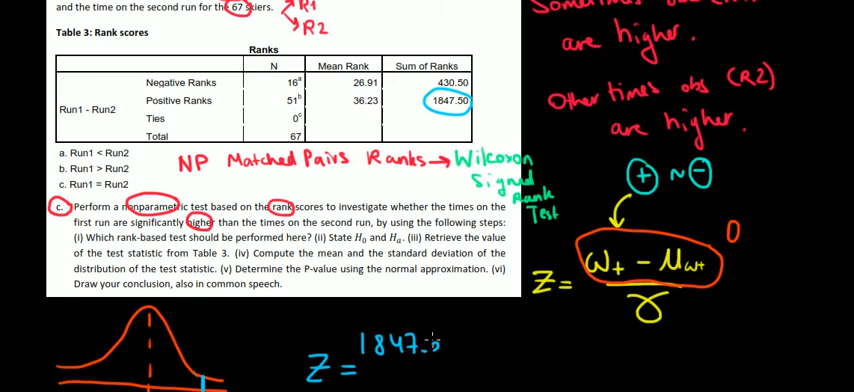 and the time on the second run for the 67 skiers.
R1
R2
Table 3: Rank scores
Ranks
N Mean Rank Sum of Ranks
Run1 - Run2 Negative Ranks 16a 26.91 430.50
Positive Ranks 51b 36.23 1847.50
Ties 0c
Total 67
a. Run1 < Run2
b. Run1 > Run2
c. Run1 = Run2
NP Matched Pairs Ranks → Wilcoxon
Signed
Rank
Test
c. Perform a nonparametric test based on the rank scores to investigate whether the times on the
first run are significantly higher than the times on the second run, by using the following steps:
(i) Which rank-based test should be performed here? (ii) State H0 and Ha. (iii) Retrieve the value
of the test statistic from Table 3. (iv) Compute the mean and the standard deviation of the
distribution of the test statistic. (v) Determine the P-value using the normal approximation. (vi)
Draw your conclusion, also in common speech.
are higher.
Other times obs (R2)
are higher.
+ ~ -
0
Z = W+ - μw+
γ
Z = 1847.5